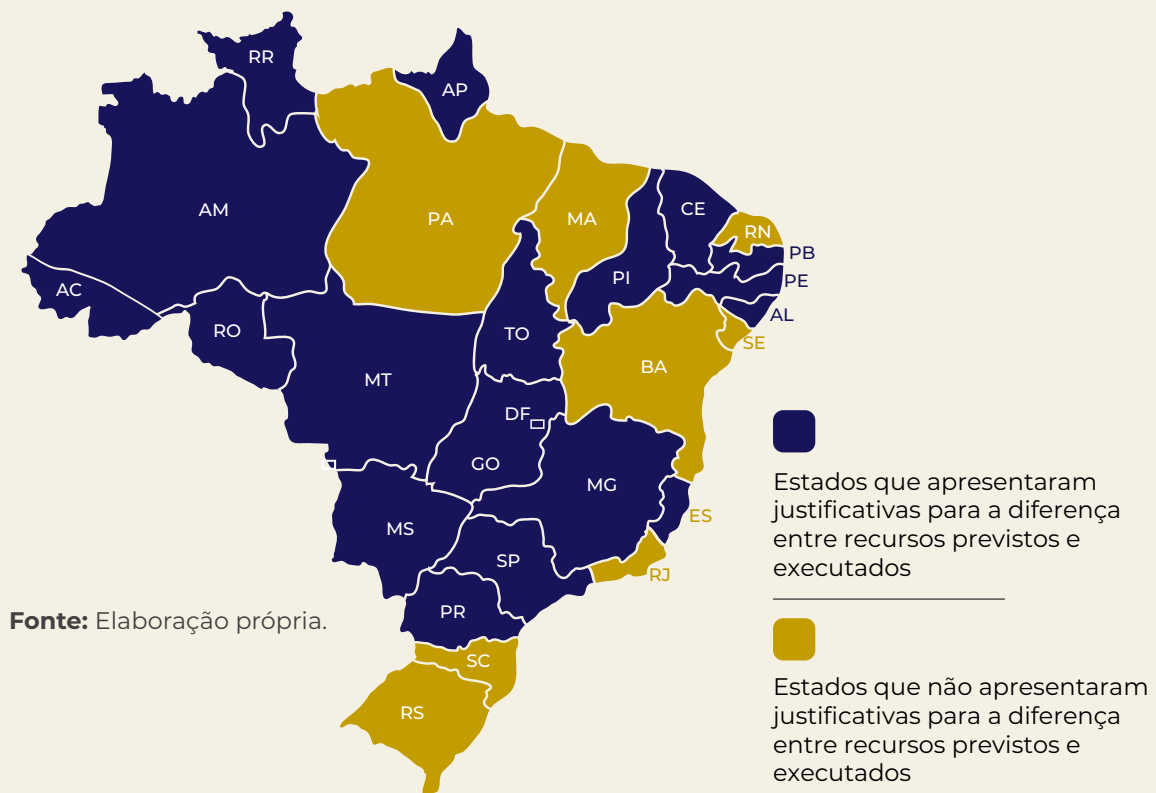 RR
AP
AM
PA
MA
CE
RN
PB
PI
PE
AC
AL
RO
TO
SE
BA
MT
DF
GO
MG
ES
MS
SP
RJ
PR
SC
RS
Estados que apresentaram
justificativas para a diferença
entre recursos previstos e
executados
Fonte: Elaboração própria.
Estados que não apresentaram
justificativas para a diferença
entre recursos previstos e
executados